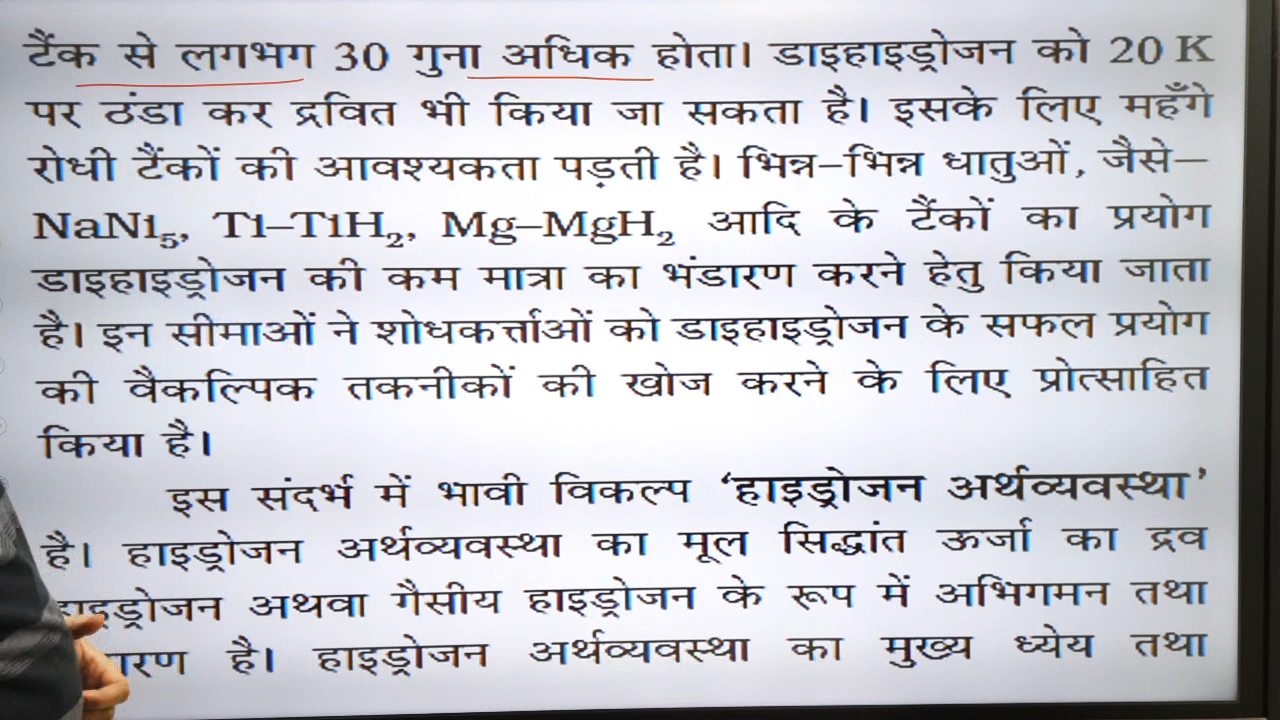 टैंक से लगभग 30 गुना अधिक होता। डाइहाइड्रोजन को 20 K
पर ठंडा कर द्रवित भी किया जा सकता है। इसके लिए महँगे
रोधी टैंकों की आवश्यकता पड़ती है। भिन्न-भिन्न धातुओं, जैसे—
NaNi₅, Ti–TiH₂, Mg–MgH₂ आदि के टैंकों का प्रयोग
डाइहाइड्रोजन की कम मात्रा का भंडारण करने हेतु किया जाता
है। इन सीमाओं ने शोधकर्त्ताओं को डाइहाइड्रोजन के सफल प्रयोग
की वैकल्पिक तकनीकों की खोज करने के लिए प्रोत्साहित
किया है।
इस संदर्भ में भावी विकल्प ‘हाइड्रोजन अर्थव्यवस्था’
है। हाइड्रोजन अर्थव्यवस्था का मूल सिद्धांत ऊर्जा का द्रव
हाइड्रोजन अथवा गैसीय हाइड्रोजन के रूप में अभिगमन तथा
है। हाइड्रोजन अर्थव्यवस्था का मुख्य ध्येय तथा